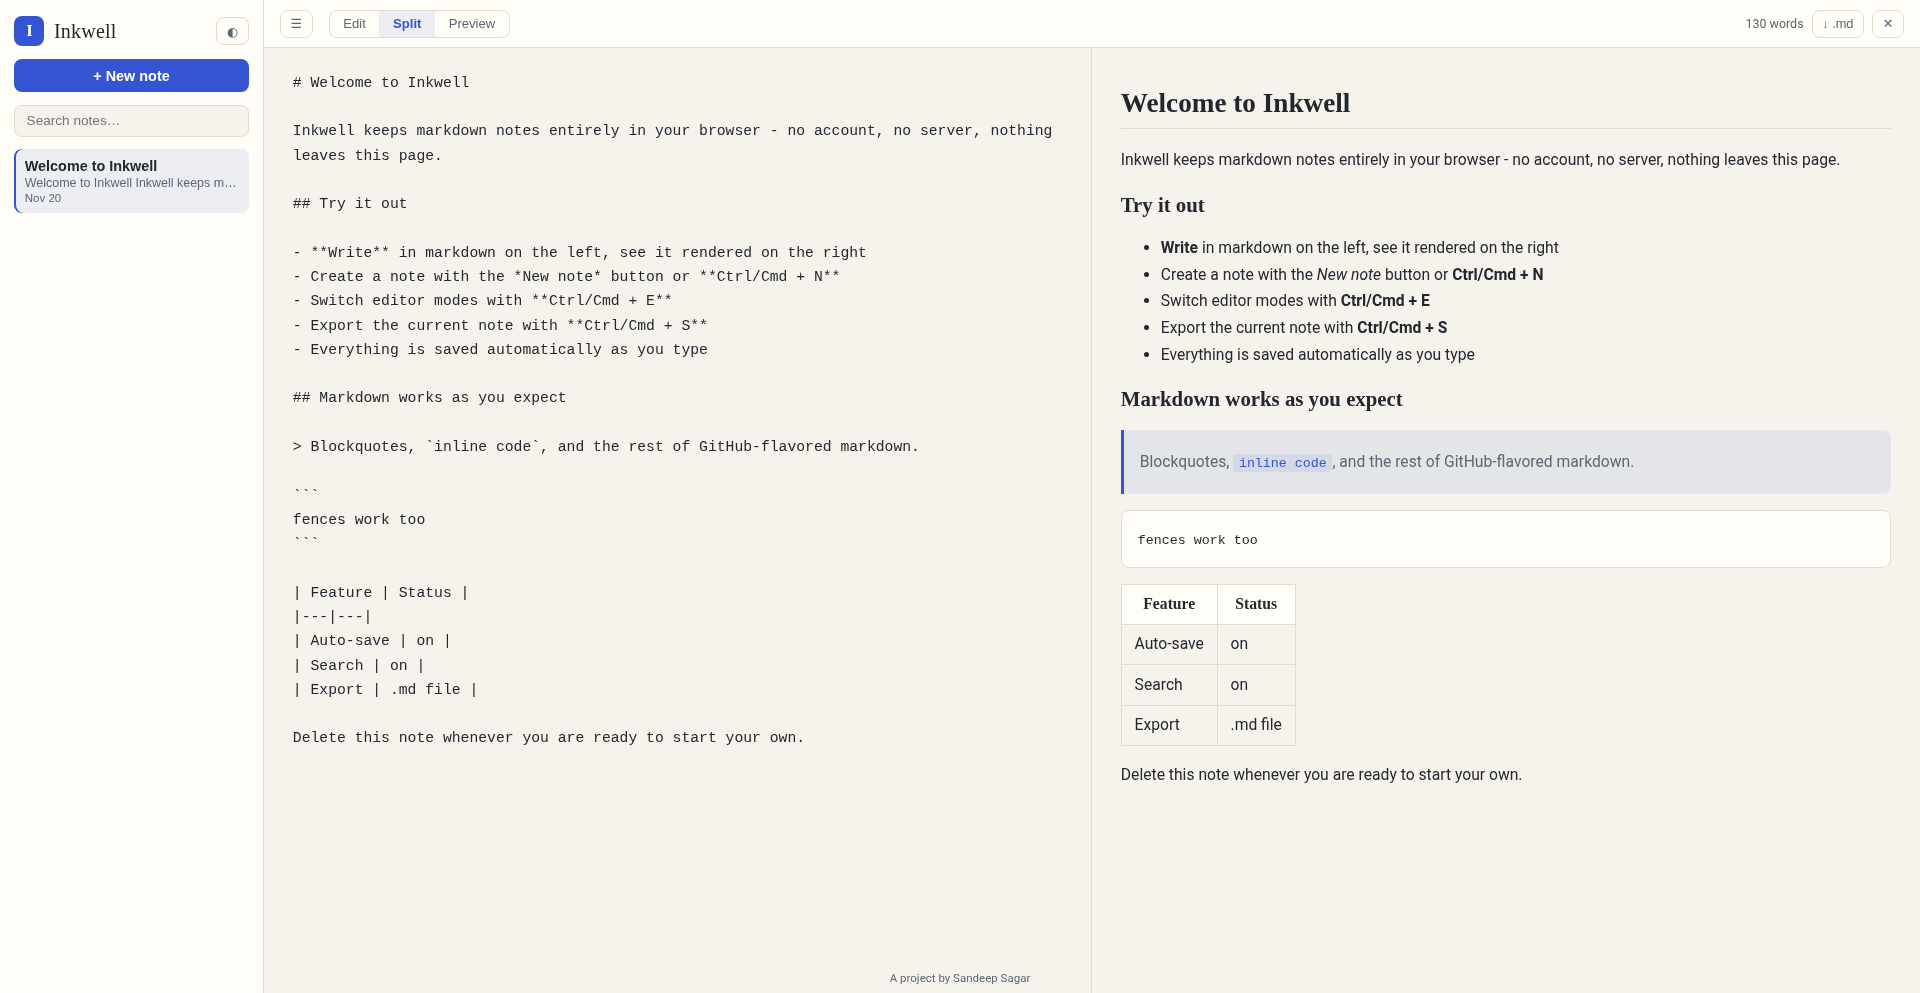 I Inkwell ◐
+ New note
Search notes…
Welcome to Inkwell
Welcome to Inkwell Inkwell keeps m…
Nov 20
☰ Edit Split Preview
130 words ↓ .md ✕
# Welcome to Inkwell
Inkwell keeps markdown notes entirely in your browser - no account, no server, nothing
leaves this page.
## Try it out
- **Write** in markdown on the left, see it rendered on the right
- Create a note with the *New note* button or **Ctrl/Cmd + N**
- Switch editor modes with **Ctrl/Cmd + E**
- Export the current note with **Ctrl/Cmd + S**
- Everything is saved automatically as you type
## Markdown works as you expect
> Blockquotes, `inline code`, and the rest of GitHub-flavored markdown.
```
fences work too
```
| Feature | Status |
|---|---|
| Auto-save | on |
| Search | on |
| Export | .md file |
Delete this note whenever you are ready to start your own.
Welcome to Inkwell
Inkwell keeps markdown notes entirely in your browser - no account, no server, nothing leaves this page.
Try it out
• Write in markdown on the left, see it rendered on the right
• Create a note with the New note button or Ctrl/Cmd + N
• Switch editor modes with Ctrl/Cmd + E
• Export the current note with Ctrl/Cmd + S
• Everything is saved automatically as you type
Markdown works as you expect
Blockquotes, inline code, and the rest of GitHub-flavored markdown.
fences work too
Feature Status
Auto-save on
Search on
Export .md file
Delete this note whenever you are ready to start your own.
A project by Sandeep Sagar